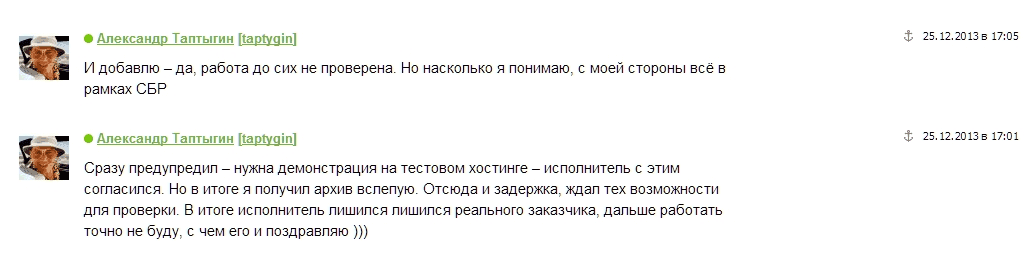 Александр Таптыгин [taptygin] 25.12.2013 в 17:05
И добавлю – да, работа до сих не проверена. Но насколько я понимаю, с моей стороны всё в
рамках СБР
Александр Таптыгин [taptygin] 25.12.2013 в 17:01
Сразу предупредил – нужна демонстрация на тестовом хостинге – исполнитель с этим
согласился. Но в итоге я получил архив вслепую. Отсюда и задержка, ждал тех возможности
для проверки. В итоге исполнитель лишился лишился реального заказчика, дальше работать
точно не буду, с чем его и поздравляю )))